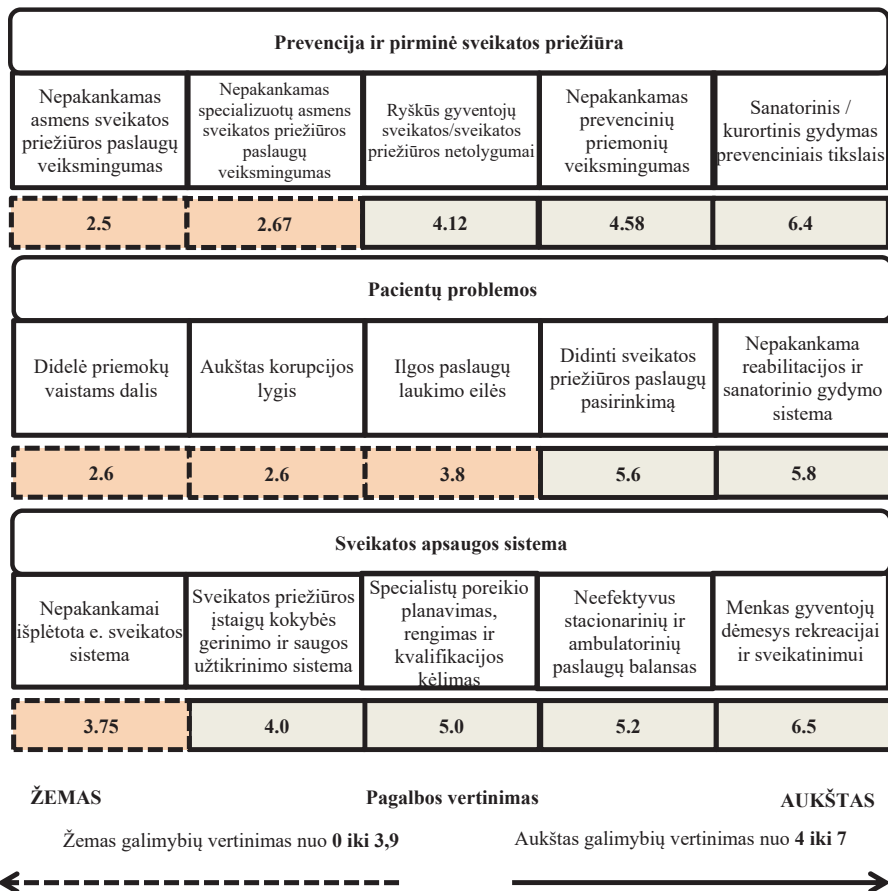 Prevencija ir pirminė sveikatos priežiūra
Nepakankamas
asmens sveikatos
priežiūros paslaugų
veiksmingumas
Nepakankamas
specializuotų asmens
sveikatos priežiūros
paslaugų
veiksmingumas
Ryškūs gyventojų
sveikatos/sveikatos
priežiūros netolygumai
Nepakankamas
prevencinių
priemonių
veiksmingumas
Sanatorinis /
kurortinis gydymas
prevenciniais tikslais
2.5
2.67
4.12
4.58
6.4
Pacientų problemos
Didelė priemokų
vaistams dalis
Aukštas korupcijos
lygis
Ilgos paslaugų
laukimo eilės
Didinti sveikatos
priežiūros paslaugų
pasirinkimą
Nepakankama
reabilitacijos ir
sanatorinio gydymo
sistema
2.6
2.6
3.8
5.6
5.8
Sveikatos apsaugos sistema
Nepakankamai
išplėtota e. sveikatos
sistema
Sveikatos priežiūros
įstaigų kokybės
gerinimo ir saugos
užtikrinimo sistema
Specialistų poreikio
planavimas,
rengimas ir
kvalifikacijos
kėlimas
Neefektyvus
stacionarinių ir
ambulatorinių
paslaugų balansas
Menkas gyventojų
dėmesys rekreacijai
ir sveikatinimui
3.75
4.0
5.0
5.2
6.5
ŽEMAS
Pagalbos vertinimas
AUKŠTAS
Žemas galimybių vertinimas nuo 0 iki 3,9
Aukštas galimybių vertinimas nuo 4 iki 7